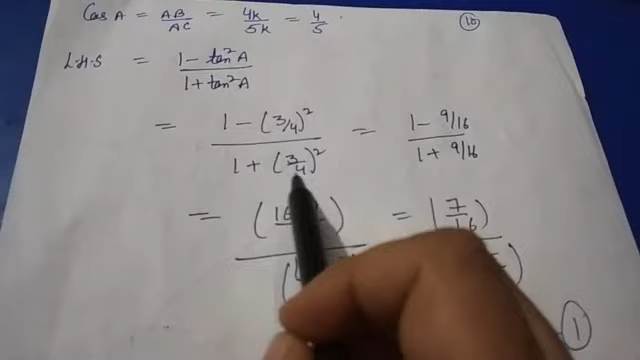 Cos A = AB/AC = 4k/5k = 4/5 .
10
L.H.S = 1 - tan²A / 1 + tan²A
= 1 - (3/4)² / 1 + (3/4)² = 1 - 9/16 / 1 + 9/16
= = (7/16)
1